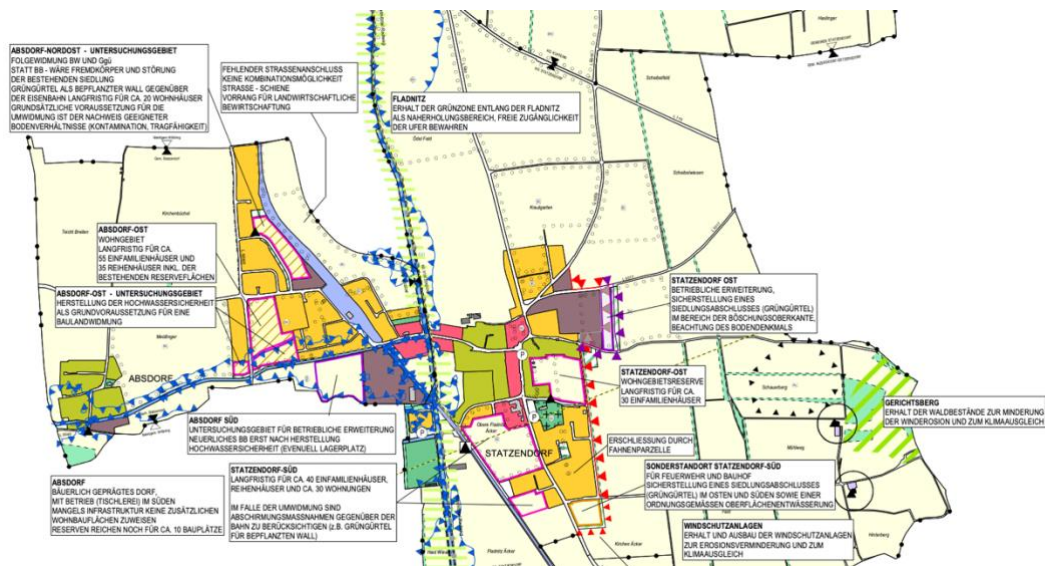 ABSDORF-NORDOST - UNTERSUCHUNGSGEBIET
FOLGEWIDMUNG BW UND Ggü
STATT BB - WÄRE FREMDKÖRPER UND STÖRUNG
DER BESTEHENDEN SIEDLUNG
GRÜNGÜRTEL ALS BEPFLANZTER WALL GEGENÜBER
DER EISENBAHN LANGFRISTIG FÜR CA. 20 WOHNHÄUSER
GRUNDSÄTZLICHE VORAUSSETZUNG FÜR DIE
UMWIDMUNG IST DER NACHWEIS GEEIGNETER
BODENVERHÄLTNISSE (KONTAMINATION, TRAGFÄHIGKEIT)
FEHLENDER STRASSENANSCHLUSS
KEINE KOMBINATIONSMÖGLICHKEIT
STRASSE - SCHIENE
VORRANG FÜR LANDWIRTSCHAFTLICHE
BEWIRTSCHAFTUNG
FLADNITZ
ERHALT DER GRÜNZONE ENTLANG DER FLADNITZ
ALS NAHERHOLUNGSBEREICH, FREIE ZUGÄNGLICHKEIT
DER UFER BEWAHREN
Kirchenbüchel
Krautgarten
ABSDORF-OST
WOHNGEBIET
LANGFRISTIG FÜR CA.
55 EINFAMILIENHÄUSER UND
35 REIHENHÄUSER INKL. DER
BESTEHENDEN RESERVEFLÄCHEN
ABSDORF-OST - UNTERSUCHUNGSGEBIET
HERSTELLUNG DER HOCHWASSERSICHERHEIT
ALS GRUNDVORAUSSETZUNG FÜR EINE
BAULANDWIDMUNG
STATZENDORF OST
BETRIEBLICHE ERWEITERUNG,
SICHERSTELLUNG EINES
SIEDLUNGSABSCHLUSSES (GRÜNGÜRTEL)
IM BEREICH DER BÖSCHUNGSOBERKANTE,
BEACHTUNG DES BODENDENKMALS
P
ABSDORF
STATZENDORF-OST
WOHNGEBIETSRESERVE
LANGFRISTIG FÜR CA.
30 EINFAMILIENHÄUSER
Schauerberg
GERICHTSBERG
ERHALT DER WALDBESTÄNDE ZUR MINDERUNG
DER WINDEROSION UND ZUM KLIMAAUSGLEICH
ABSDORF SÜD
UNTERSUCHUNGSGEBIET FÜR BETRIEBLICHE ERWEITERUNG
NEUERLICHES BB ERST NACH HERSTELLUNG
HOCHWASSERSICHERHEIT (EVENUELL LAGERPLATZ)
P
P
STATZENDORF
ERSCHLIESSUNG DURCH
FAHNENPARZELLE
ABSDORF
BÄUERLICH GEPRÄGTES DORF,
MIT BETRIEB (TISCHLEREI) IM SÜDEN
MANGELS INFRASTRUKTUR KEINE ZUSÄTZLICHEN
WOHNBAUFLÄCHEN ZUWEISEN
RESERVEN REICHEN NOCH FÜR CA. 10 BAUPLÄTZE
STATZENDORF-SÜD
LANGFRISTIG FÜR CA. 40 EINFAMILIENHÄUSER,
REIHENHÄUSER UND CA. 30 WOHNUNGEN
IM FALLE DER UMWIDMUNG SIND
ABSCHIRMUNGSMASSNAHMEN GEGENÜBER DER
BAHN ZU BERÜCKSICHTIGEN (z.B. GRÜNGÜRTEL
FÜR BEPFLANZTEN WALL)
SONDERSTANDORT STATZENDORF-SÜD
FÜR FEUERWEHR UND BAUHOF
SICHERSTELLUNG EINES SIEDLUNGSABSCHLUSSES
(GRÜNGÜRTEL) IM OSTEN UND SÜDEN SOWIE EINER
ORDNUNGSGEMÄSSEN OBERFLÄCHENENTWÄSSERUNG
WINDSCHUTZANLAGEN
ERHALT UND AUSBAU DER WINDSCHUTZANLAGEN
ZUR EROSIONSVERMINDERUNG UND ZUM
KLIMAAUSGLEICH